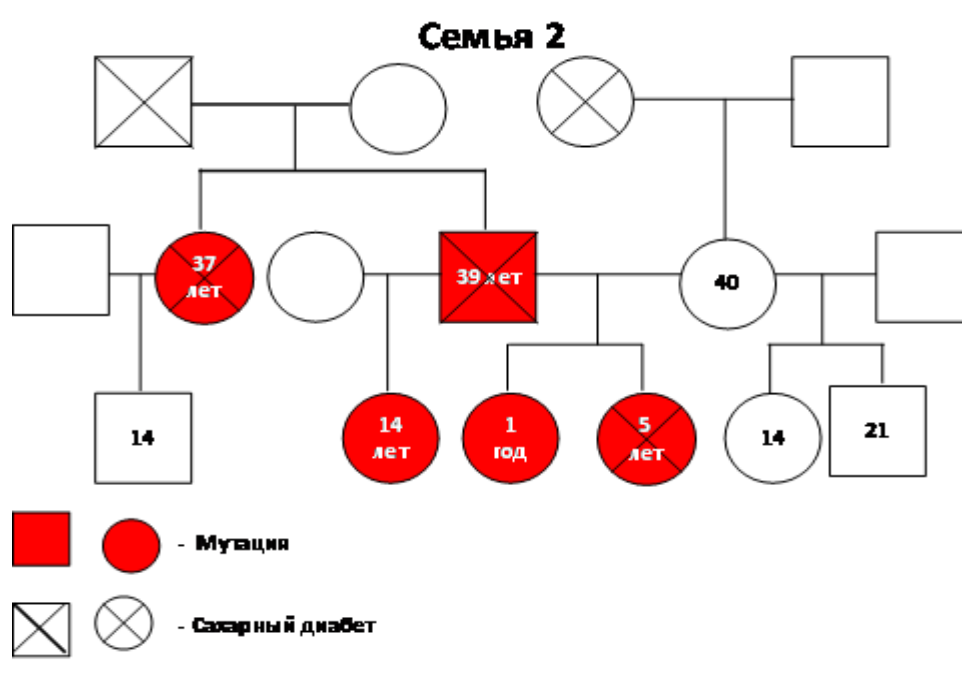 Семья 2
37
лет
39 лет
40
14
14
лет
1
год
5
лет
14
21
- Мутация
- Сахарный диабет